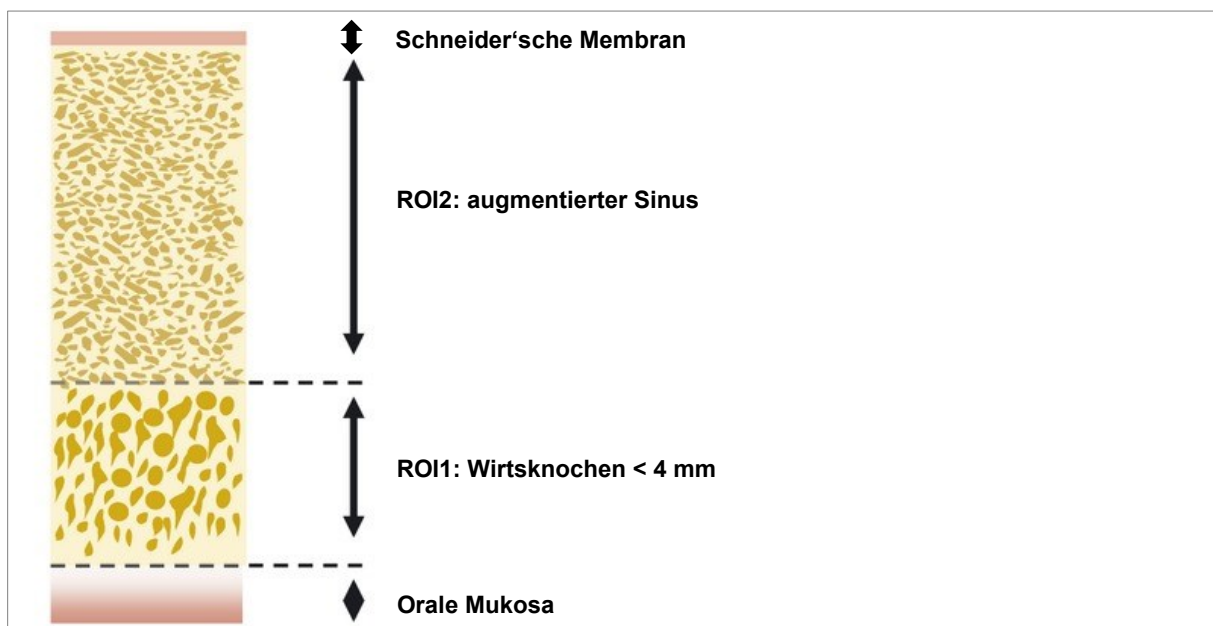 Schneider‘sche Membran
ROI2: augmentierter Sinus
ROI1: Wirtsknochen < 4 mm
Orale Mukosa